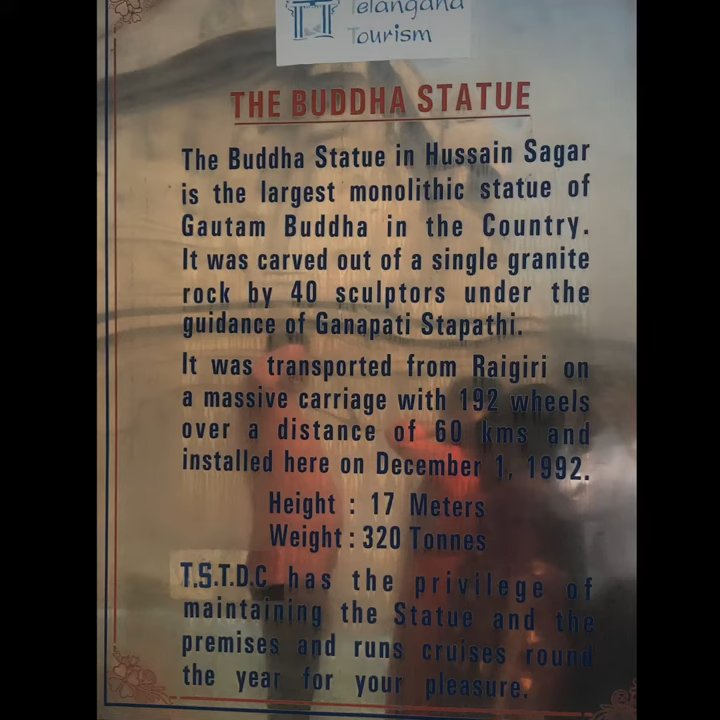 Telangana
Tourism
THE BUDDHA STATUE
The Buddha Statue in Hussain Sagar
is the largest monolithic statue of
Gautam Buddha in the Country.
It was carved out of a single granite
rock by 40 sculptors under the
guidance of Ganapati Stapathi.
It was transported from Raigiri on
a massive carriage with 192 wheels
over a distance of 60 kms and
installed here on December 1, 1992.
Height : 17 Meters
Weight : 320 Tonnes
T.S.T.D.C has the privilege of
maintaining the Statue and the
premises and runs cruises round
the year for your pleasure.